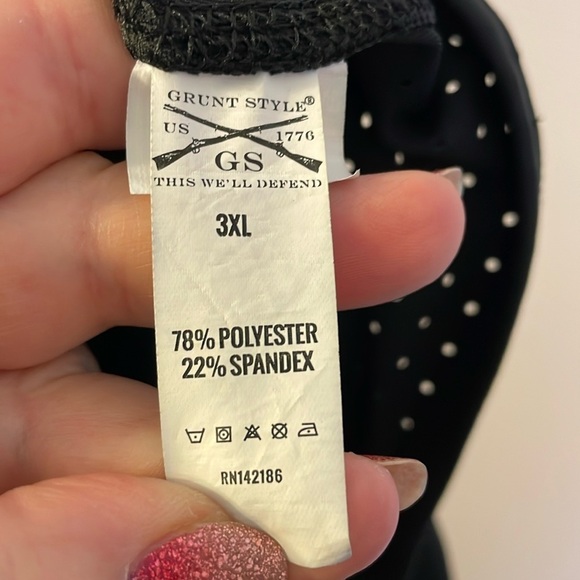 GRUNT STYLE®
US 1776
GS
THIS WE'LL DEFEND
3XL
78% POLYESTER
22% SPANDEX
RN142186